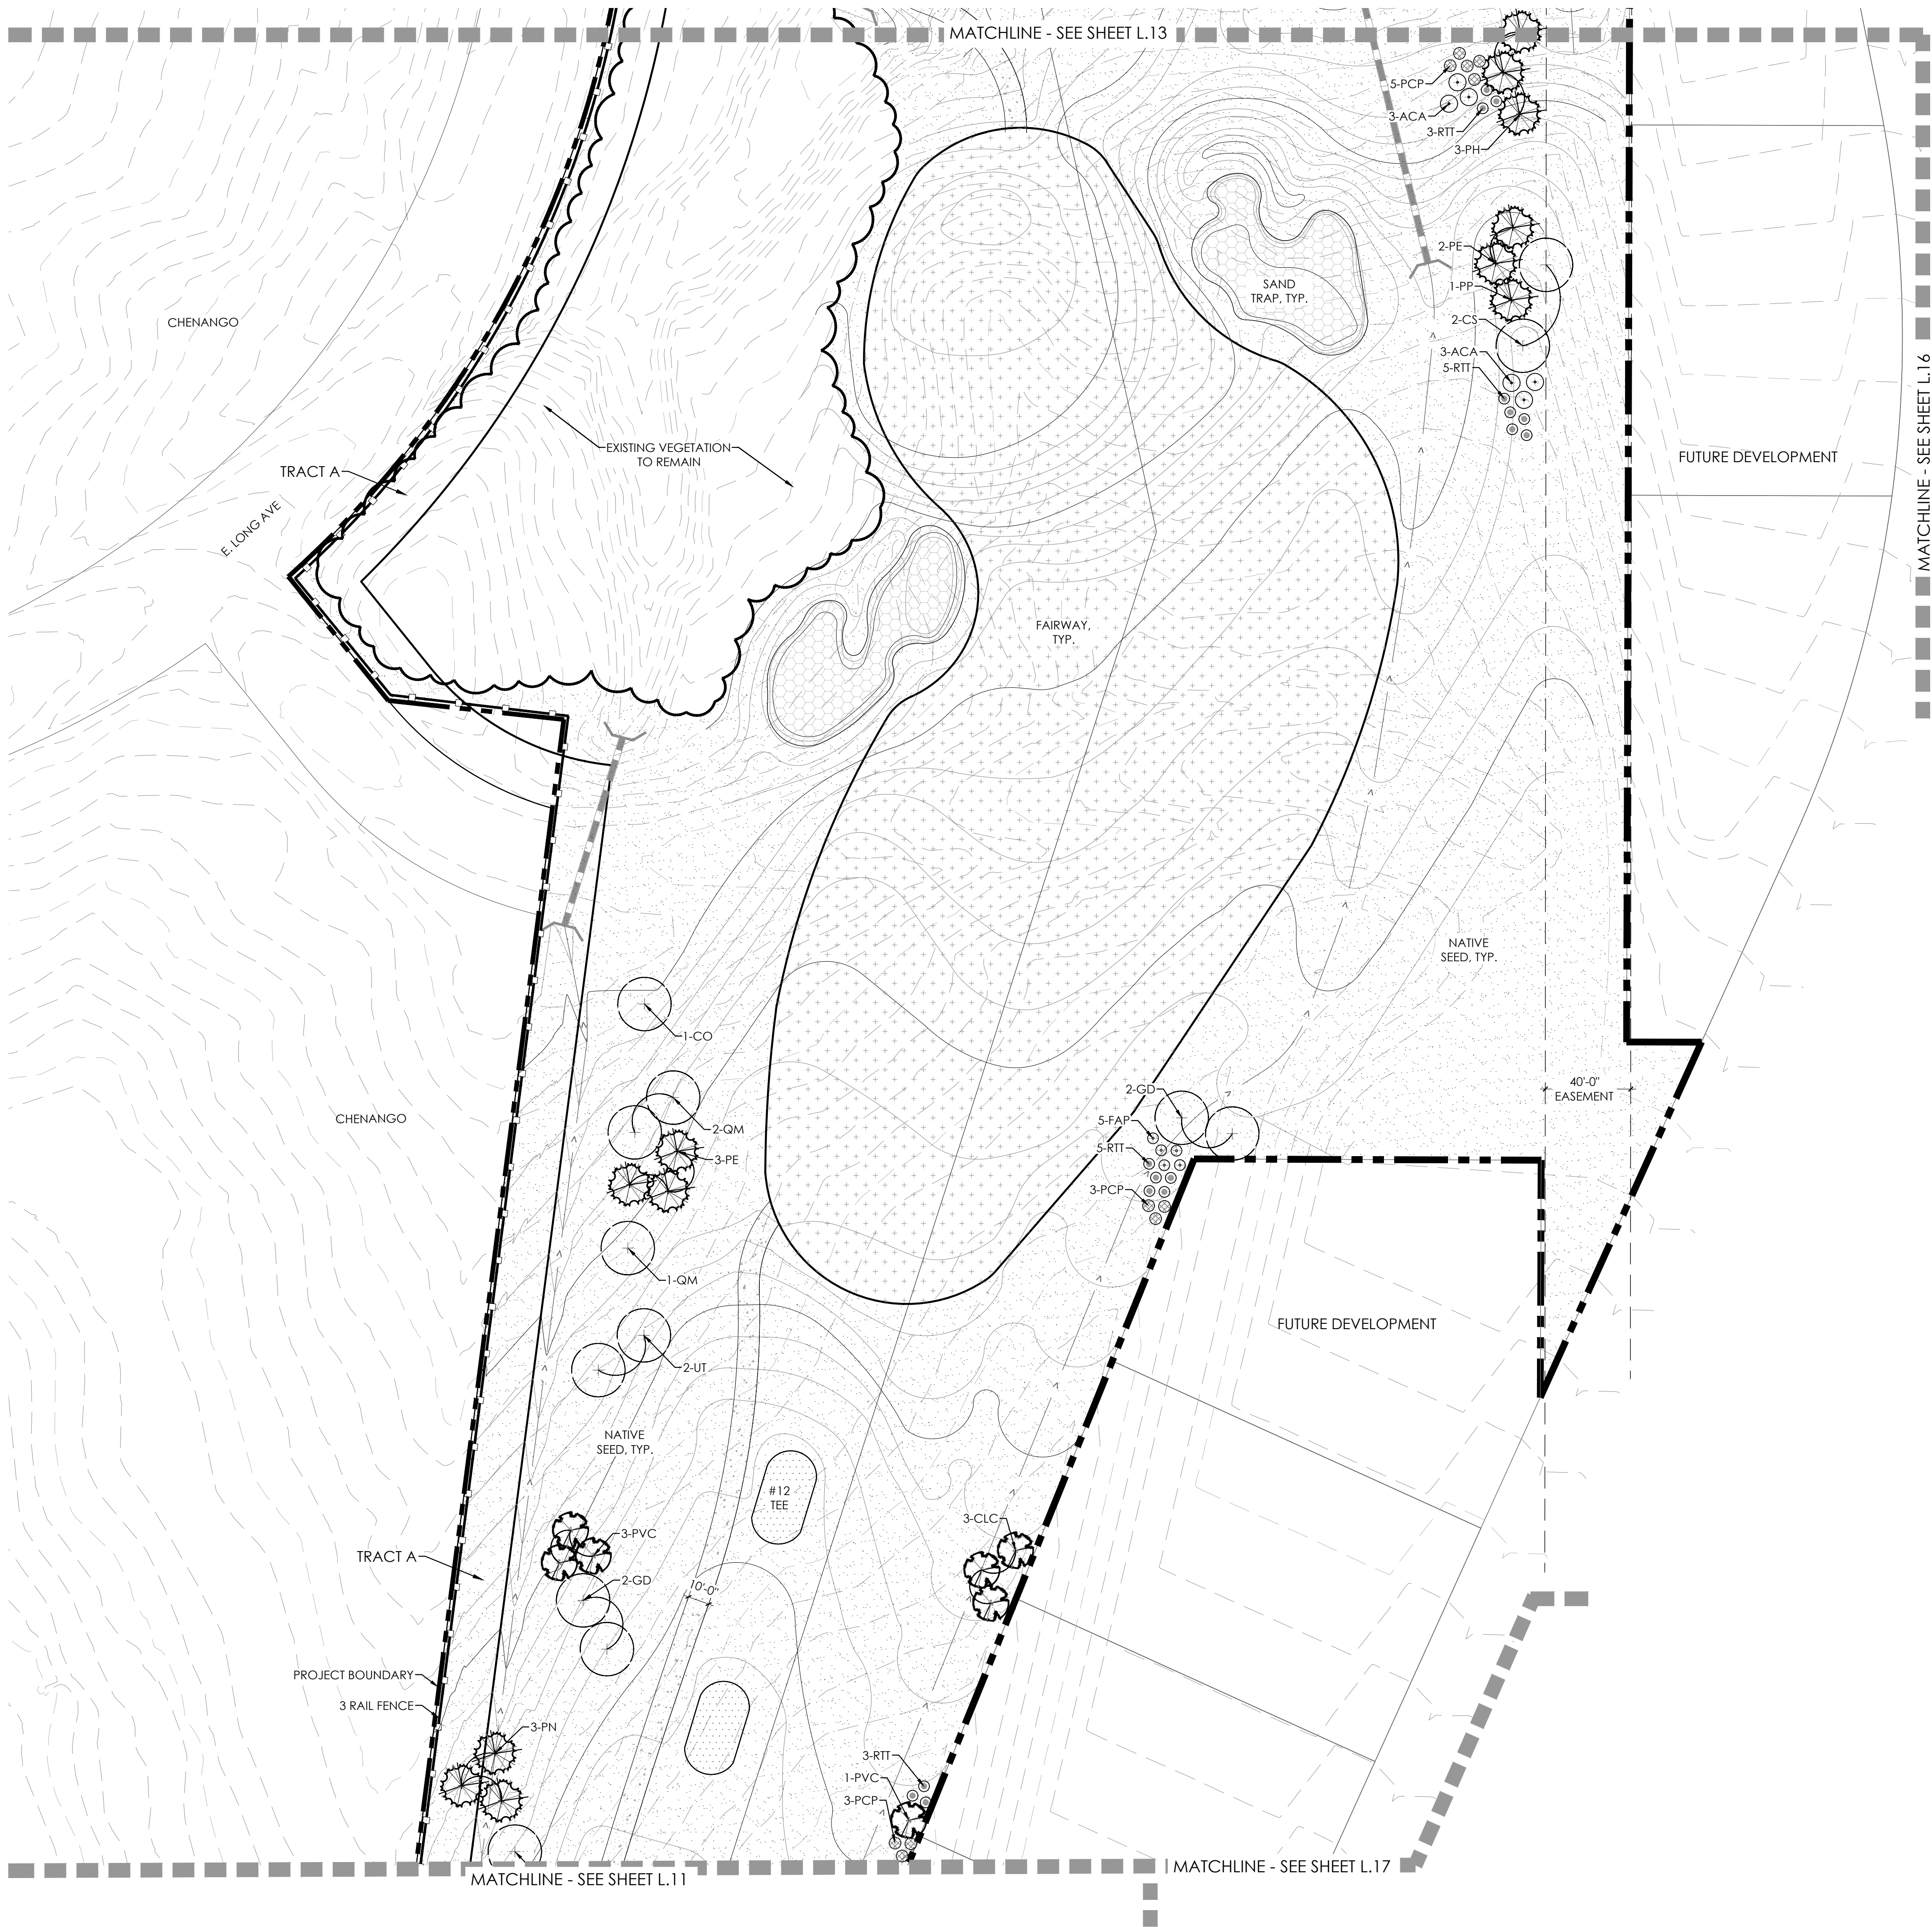 MATCHLINE - SEE SHEET L.13
5-PCP
3-ACA
3-RTT
3-PH
2-PE
1-PP
2-CS
3-ACA
5-RTT
SAND
TRAP, TYP.
CHENANGO
EXISTING VEGETATION
TO REMAIN
TRACT A
E. LONG AVE
FUTURE DEVELOPMENT
MATCHLINE - SEE SHEET L.16
FAIRWAY,
TYP.
NATIVE
SEED, TYP.
1-CO
40'-0"
EASEMENT
CHENANGO
2-QM
3-PE
2-GD
5-FAP
5-RTT
3-PCP
1-QM
FUTURE DEVELOPMENT
2-UT
NATIVE
SEED, TYP.
#12
TEE
3-PVC
3-CLC
TRACT A
2-GD
10'-0"
PROJECT BOUNDARY
3 RAIL FENCE
3-PN
3-RTT
1-PVC
3-PCP
MATCHLINE - SEE SHEET L.11
MATCHLINE - SEE SHEET L.17